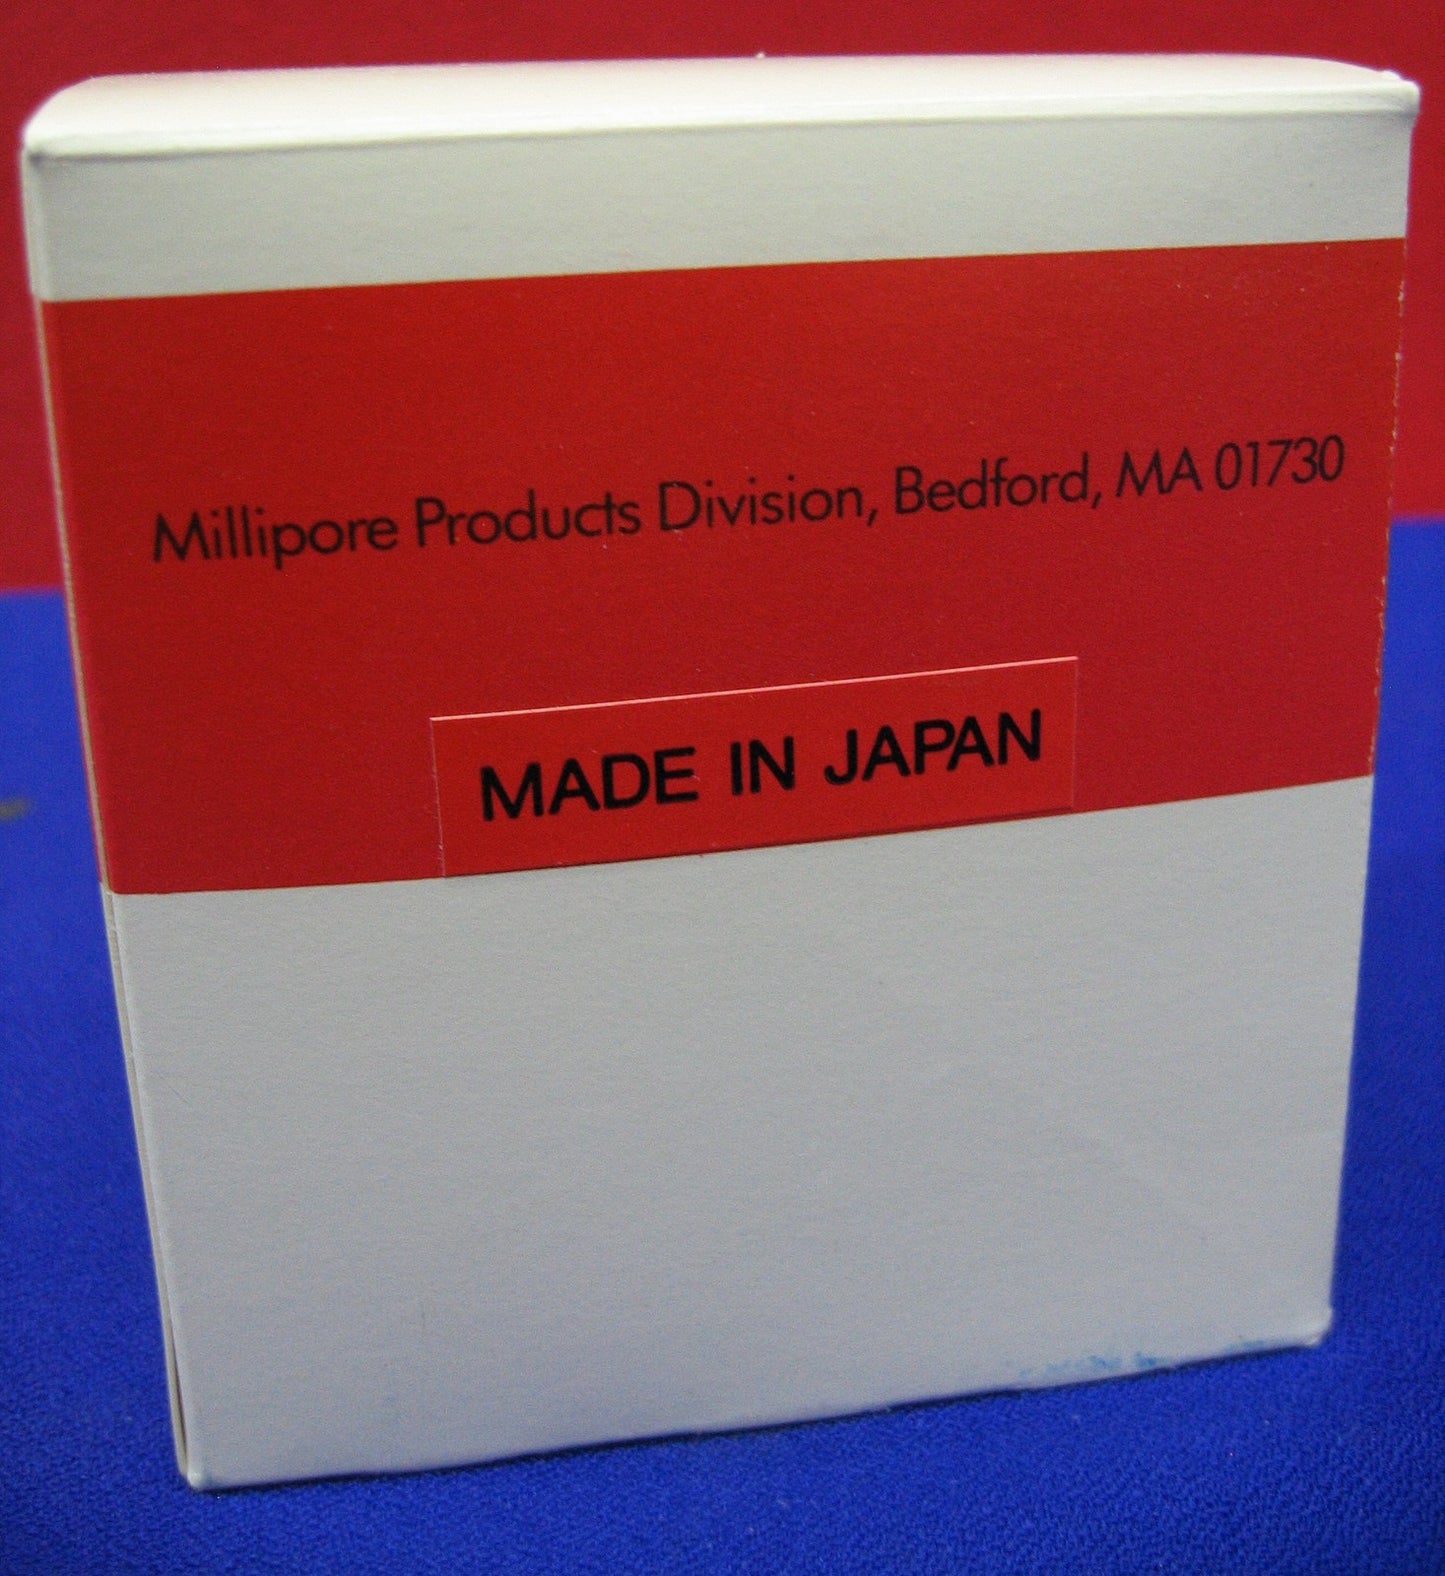 Millipore Products Division, Bedford, MA 01730
MADE IN JAPAN